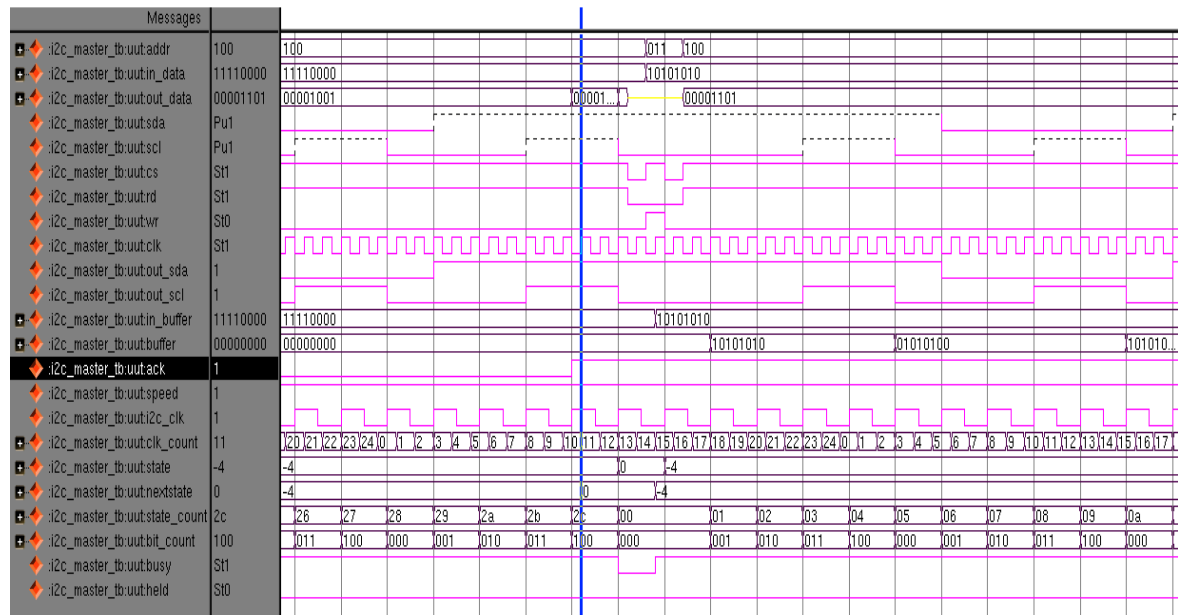 Messages
:i2c_master_tb:uut:addr 100 100 011 100
:i2c_master_tb:uut:in_data 11110000 11110000 10101010
:i2c_master_tb:uut:out_data 00001101 00001001 00001... 00001101
:i2c_master_tb:uut:sda Pu1
:i2c_master_tb:uut:scl Pu1
:i2c_master_tb:uut:cs St1
:i2c_master_tb:uut:rd St1
:i2c_master_tb:uut:wr St0
:i2c_master_tb:uut:clk St1
:i2c_master_tb:uut:out_sda 1
:i2c_master_tb:uut:out_scl 1
:i2c_master_tb:uut:in_buffer 11110000 11110000 10101010
:i2c_master_tb:uut:buffer 00000000 00000000 10101010 01010100 101010...
:i2c_master_tb:uut:ack 1
:i2c_master_tb:uut:speed 1
:i2c_master_tb:uut:i2c_clk 1
:i2c_master_tb:uut:clk_count 11 20 21 22 23 24 0 1 2 3 4 5 6 7 8 9 10 11 12 13 14 15 16 17 18 19 20 21 22 23 24 0 1 2 3 4 5 6 7 8 9 10 11 12 13 14 15 16 17
:i2c_master_tb:uut:state -4 -4 0 -4
:i2c_master_tb:uut:nextstate 0 -4 0 -4
:i2c_master_tb:uut:state_count 2c 26 27 28 29 2a 2b 2c 00 01 02 03 04 05 06 07 08 09 0a
:i2c_master_tb:uut:bit_count 100 011 100 000 001 010 011 100 000 001 010 011 100 000 001 010 011 100 000
:i2c_master_tb:uut:busy St1
:i2c_master_tb:uut:held St0